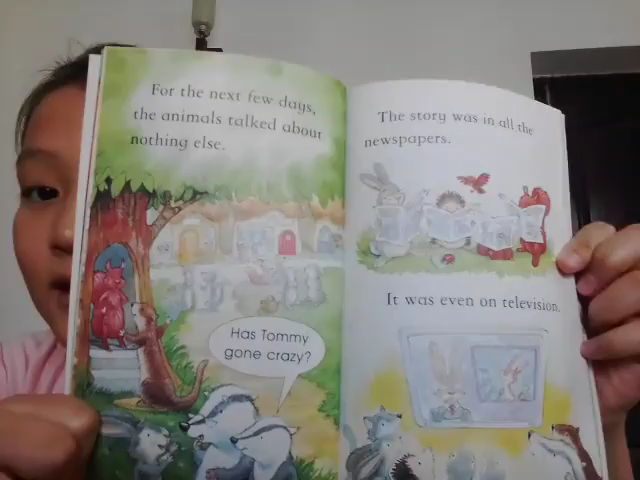 For the next few days,
the animals talked about
nothing else.
Has Tommy
gone crazy?
The story was in all the
newspapers.
It was even on television.